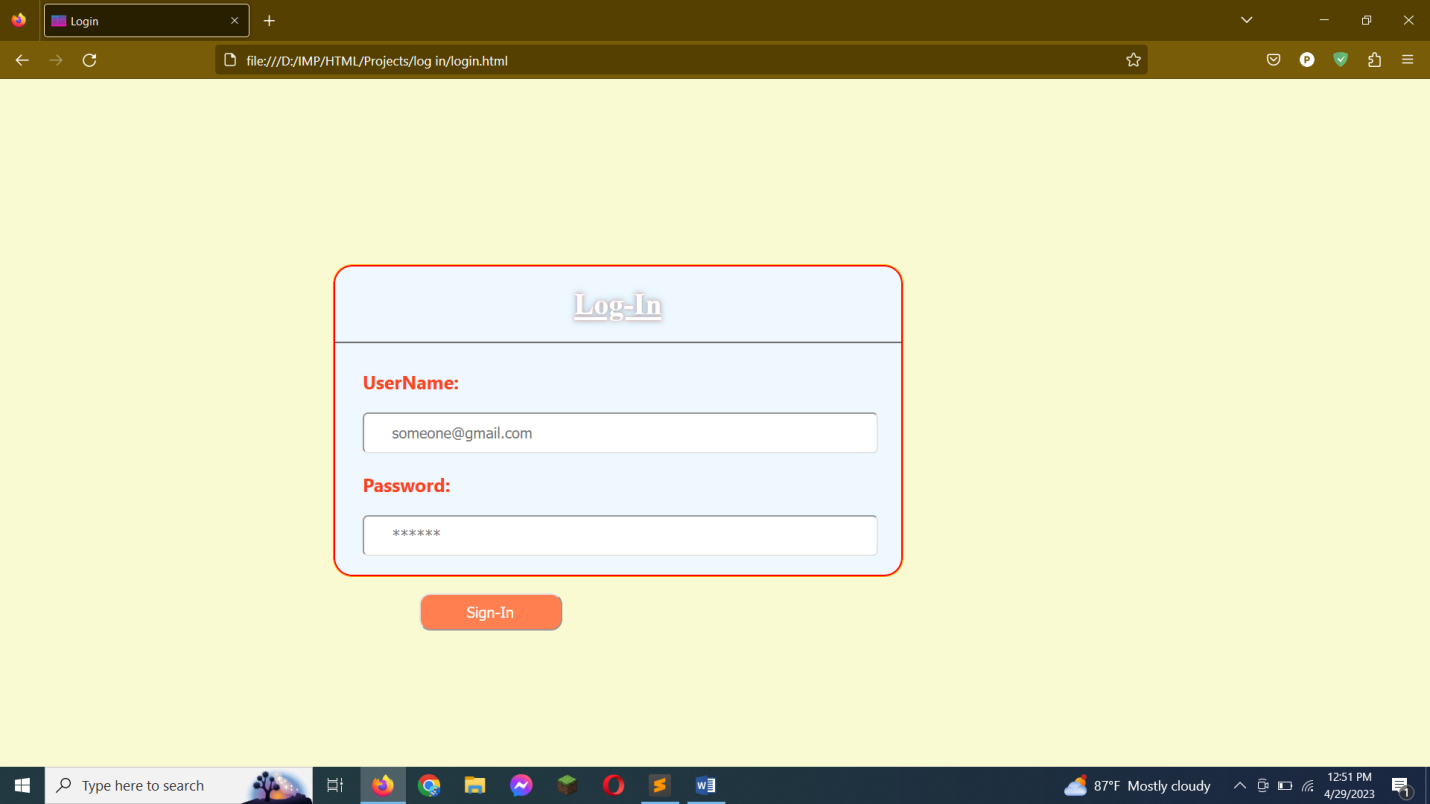 Login
file:///D:/IMP/HTML/Projects/log in/login.html
P
Log-In
UserName:
someone@gmail.com
Password:
******
Sign-In
Type here to search
87°F Mostly cloudy
12:51 PM
4/29/2023
1